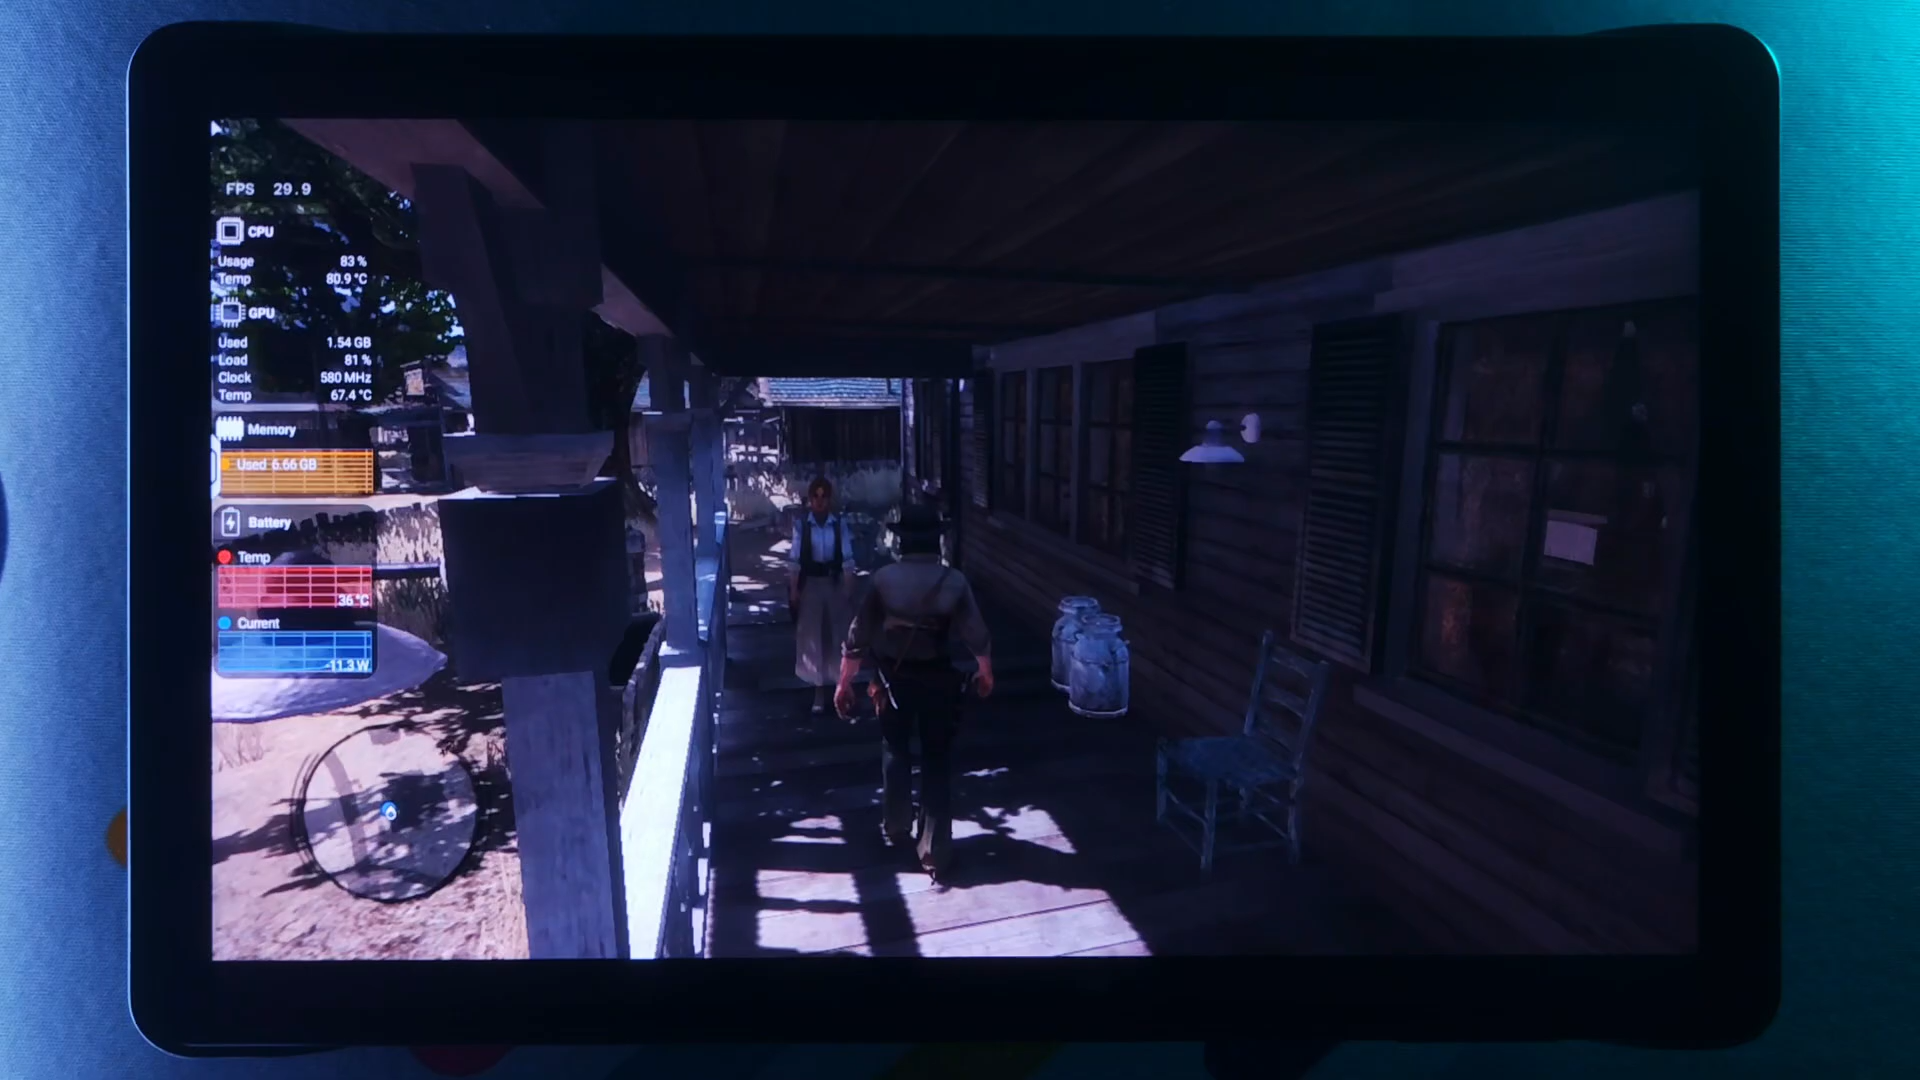 FPS 29.9
CPU
Usage 83 %
Temp 80.9 °C
GPU
Used 1.54 GB
Load 81 %
Clock 580 MHz
Temp 67.4 °C
Memory
Used 6.66 GB
Battery
Temp
36 °C
Current
-11.3 W